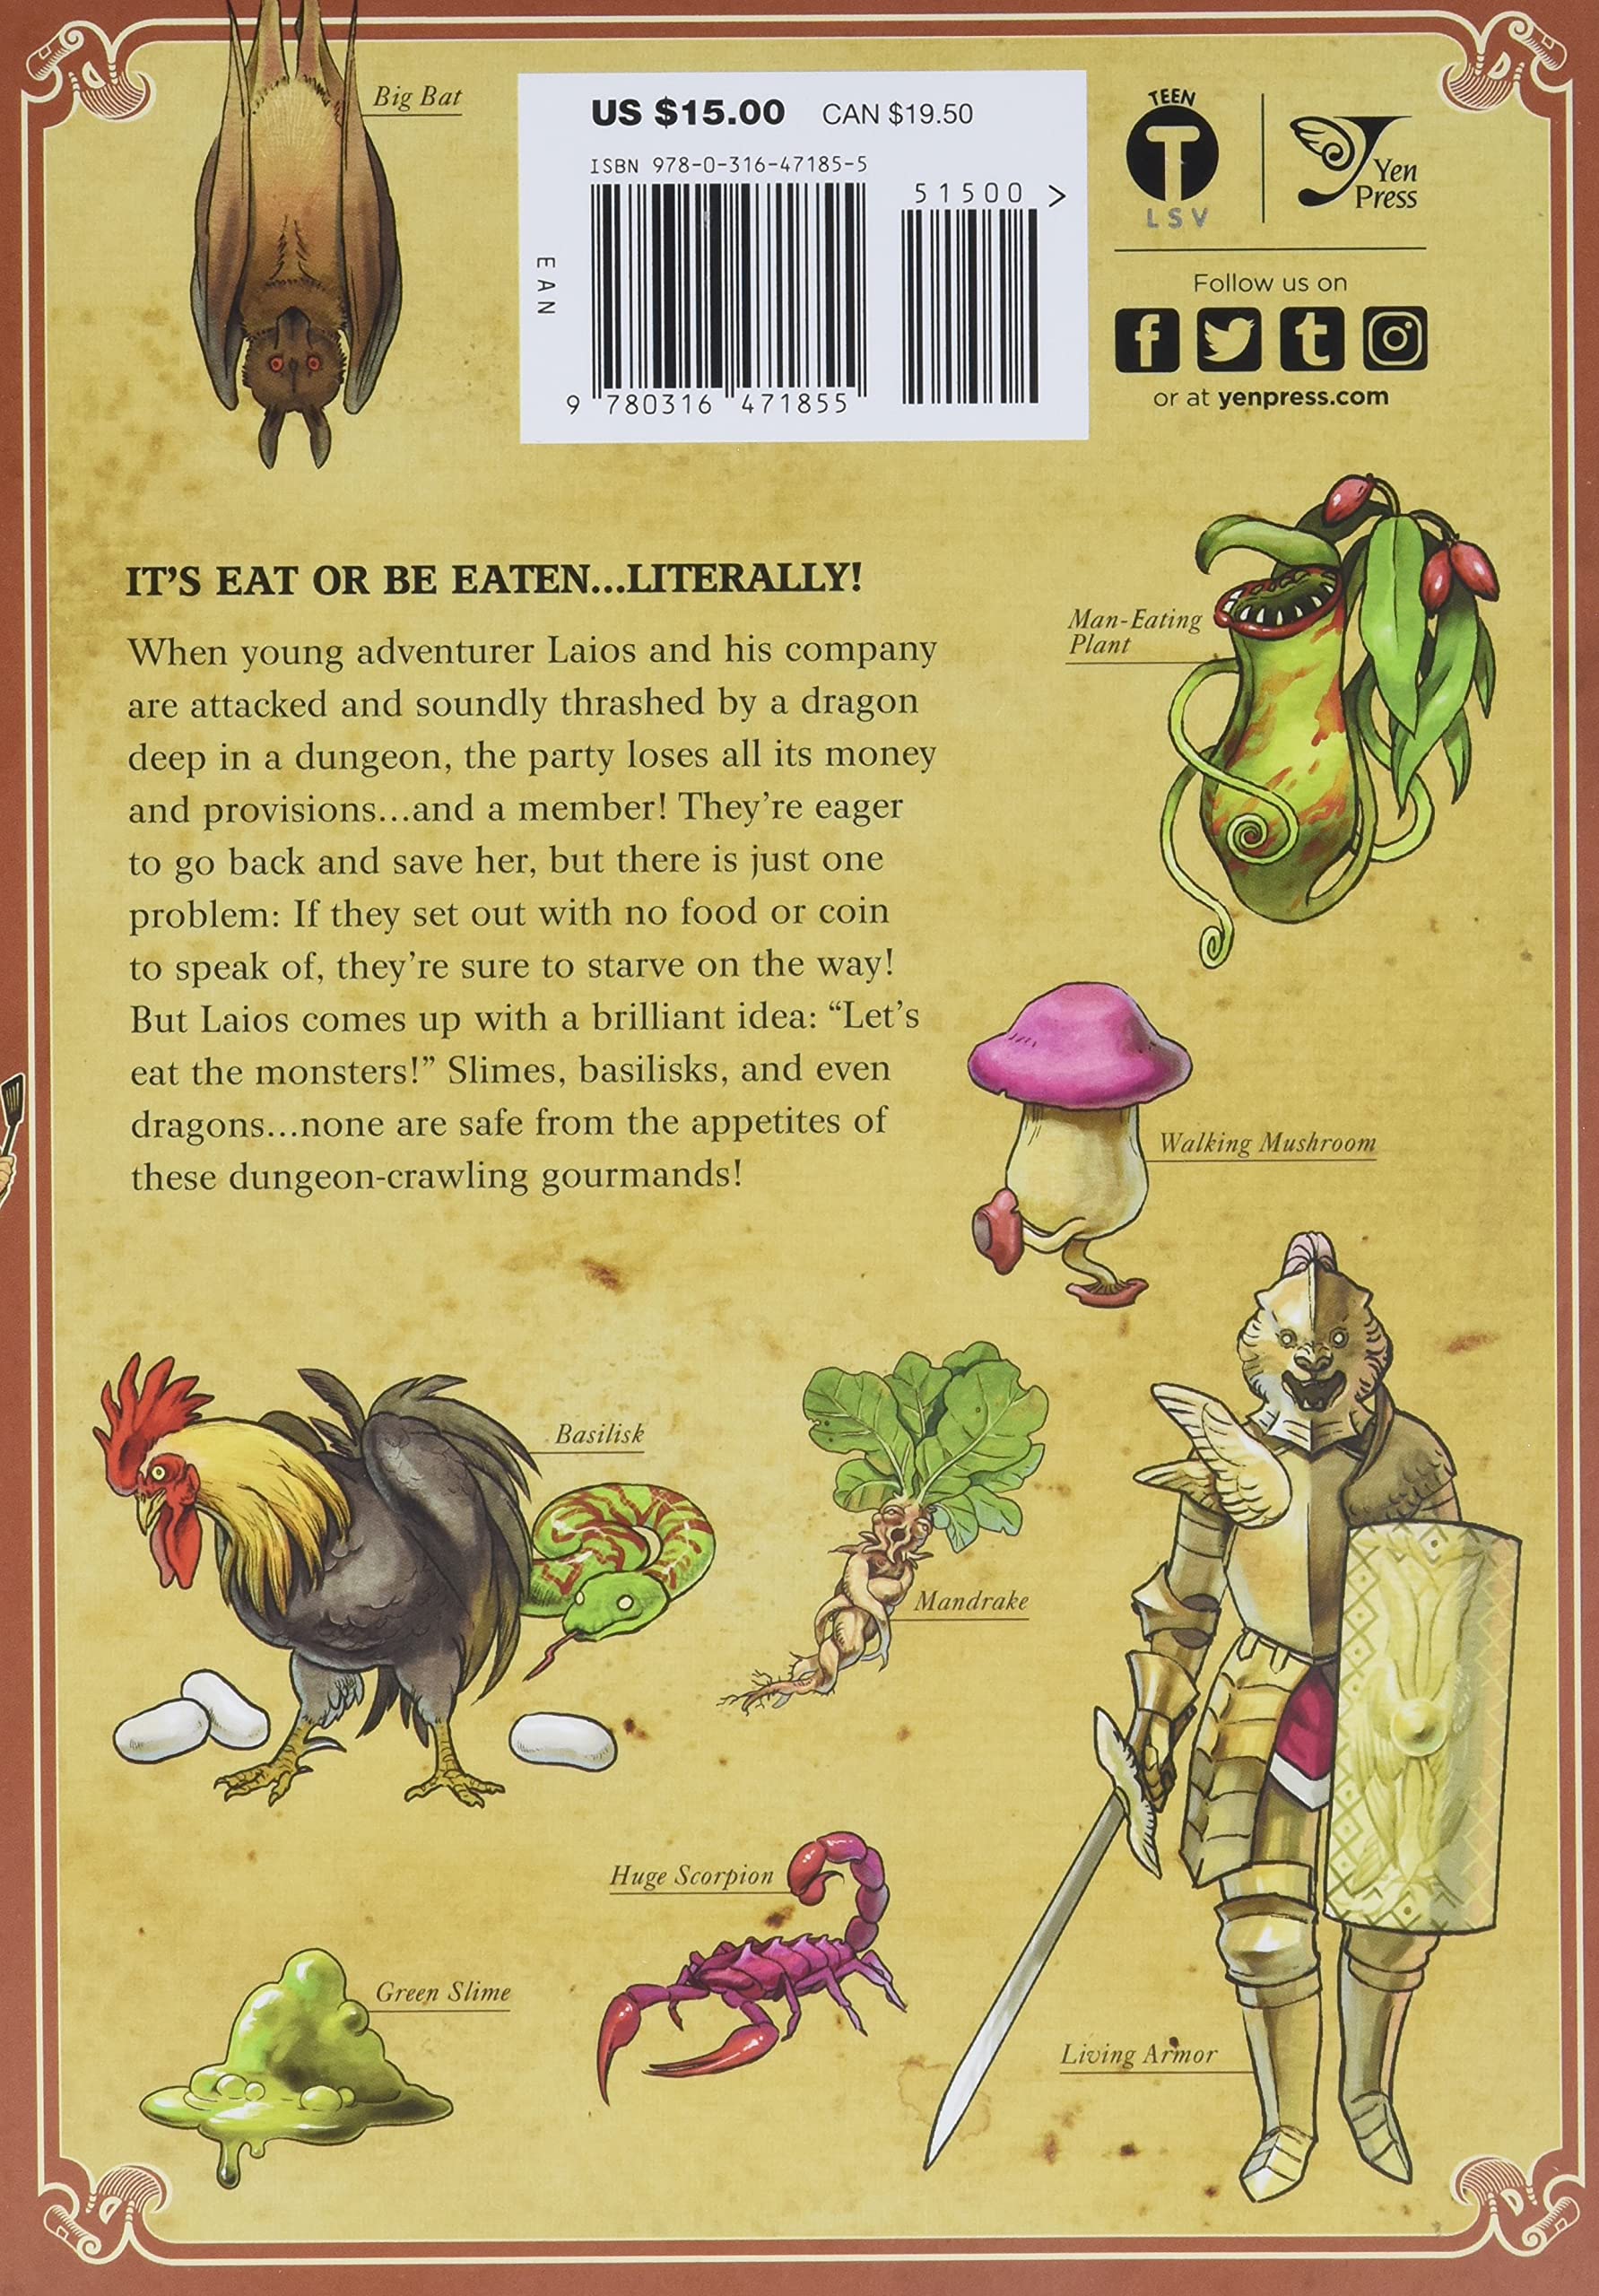 Big Bat
US $15.00 CAN $19.50
ISBN 978-0-316-47185-5
51500 >
EAN
9 780316 471855
TEEN
T
LSV
Yen
Press
Follow us on
f t
or at yenpress.com
IT'S EAT OR BE EATEN...LITERALLY!
When young adventurer Laios and his company
are attacked and soundly thrashed by a dragon
deep in a dungeon, the party loses all its money
and provisions...and a member! They're eager
to go back and save her, but there is just one
problem: If they set out with no food or coin
to speak of, they're sure to starve on the way!
But Laios comes up with a brilliant idea: “Let's
eat the monsters!” Slimes, basilisks, and even
dragons...none are safe from the appetites of
these dungeon-crawling gourmands!
Man-Eating
Plant
Walking Mushroom
Basilisk
Mandrake
Huge Scorpion
Green Slime
Living Armor